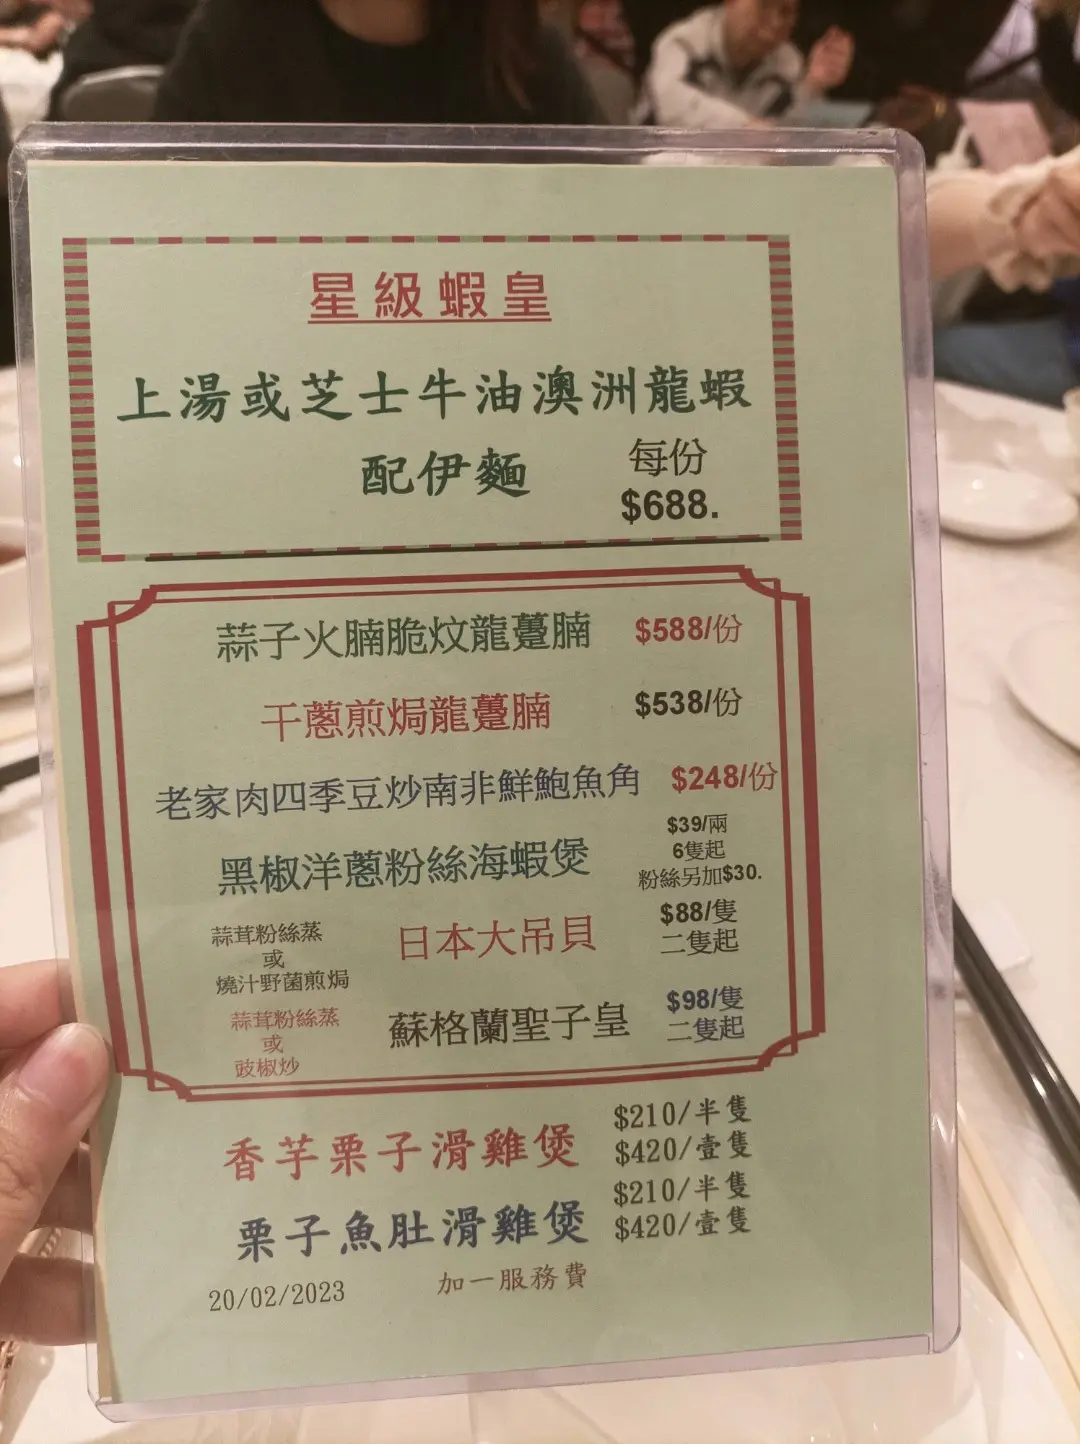 星級蝦皇
上湯或芝士牛油澳洲龍蝦
配伊麵
每份
$688.
蒜子火腩脆炆龍躉腩 $588/份
干蔥煎焗龍躉腩 $538/份
老家肉四季豆炒南非鮮鮑魚角 $248/份
黑椒洋蔥粉絲海蝦煲
$39/兩
6隻起
粉絲另加$30.
蒜茸粉絲蒸
或
燒汁野菌煎焗
日本大吊貝
$88/隻
二隻起
蒜茸粉絲蒸
或
豉椒炒
蘇格蘭聖子皇
$98/隻
二隻起
香芋栗子滑雞煲
$210/半隻
$420/壹隻
栗子魚肚滑雞煲
$210/半隻
$420/壹隻
20/02/2023 加一服務費